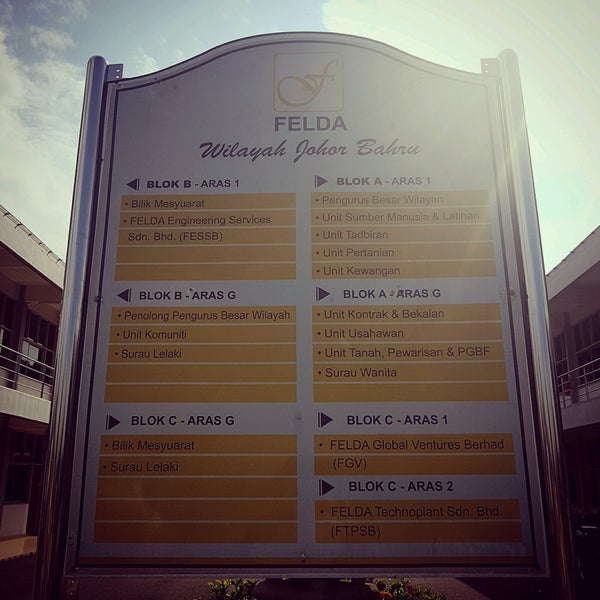 FELDA
Wilayah Johor Bahru
BLOK B - ARAS 1
• Bilik Mesyuarat
• FELDA Engineering Services
Sdn. Bhd. (FESSB)
BLOK A - ARAS 1
• Pengurus Besar Wilayah
• Unit Sumber Manusia & Latihan
• Unit Tadbiran
• Unit Pertanian
• Unit Kewangan
BLOK B - ARAS G
• Penolong Pengurus Besar Wilayah
• Unit Komuniti
• Surau Lelaki
BLOK A - ARAS G
• Unit Kontrak & Bekalan
• Unit Usahawan
• Unit Tanah, Pewarisan & PGBF
• Surau Wanita
BLOK C - ARAS G
• Bilik Mesyuarat
• Surau Lelaki
BLOK C - ARAS 1
• FELDA Global Ventures Berhad
(FGV)
BLOK C - ARAS 2
• FELDA Technoplant Sdn. Bhd.
(FTPSB)